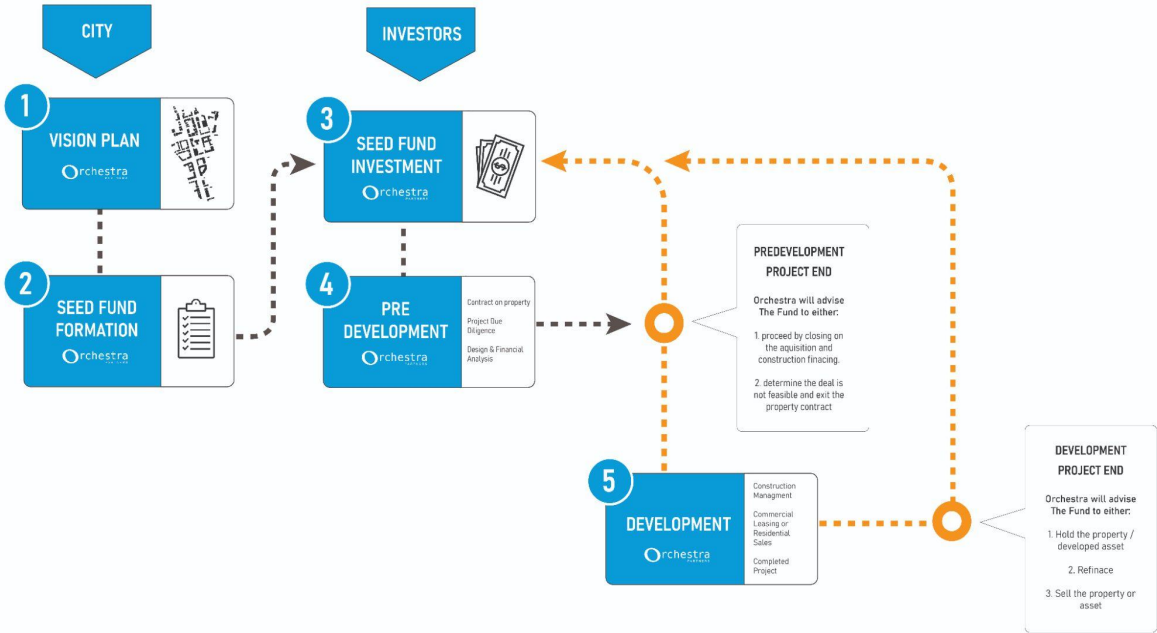 CITY
INVESTORS
1
VISION PLAN
Orchestra
2
SEED FUND
FORMATION
Orchestra
3
SEED FUND
INVESTMENT
Orchestra
PARTNERS
4
PRE
DEVELOPMENT
Orchestra
Contract on property
Project Due
Diligence
Design & Financial
Analysis
PREDEVELOPMENT
PROJECT END
Orchestra will advise
The Fund to either:
1. proceed by closing on
the aquisition and
construction finacing.
2. determine the deal is
not feasible and exit the
property contract
5
DEVELOPMENT
Orchestra
PARTNERS
Construction
Managment
Commercial
Leasing or
Residential
Sales
Completed
Project
DEVELOPMENT
PROJECT END
Orchestra will advise
The Fund to either:
1. Hold the property /
developed asset
2. Refinace
3. Sell the property or
asset